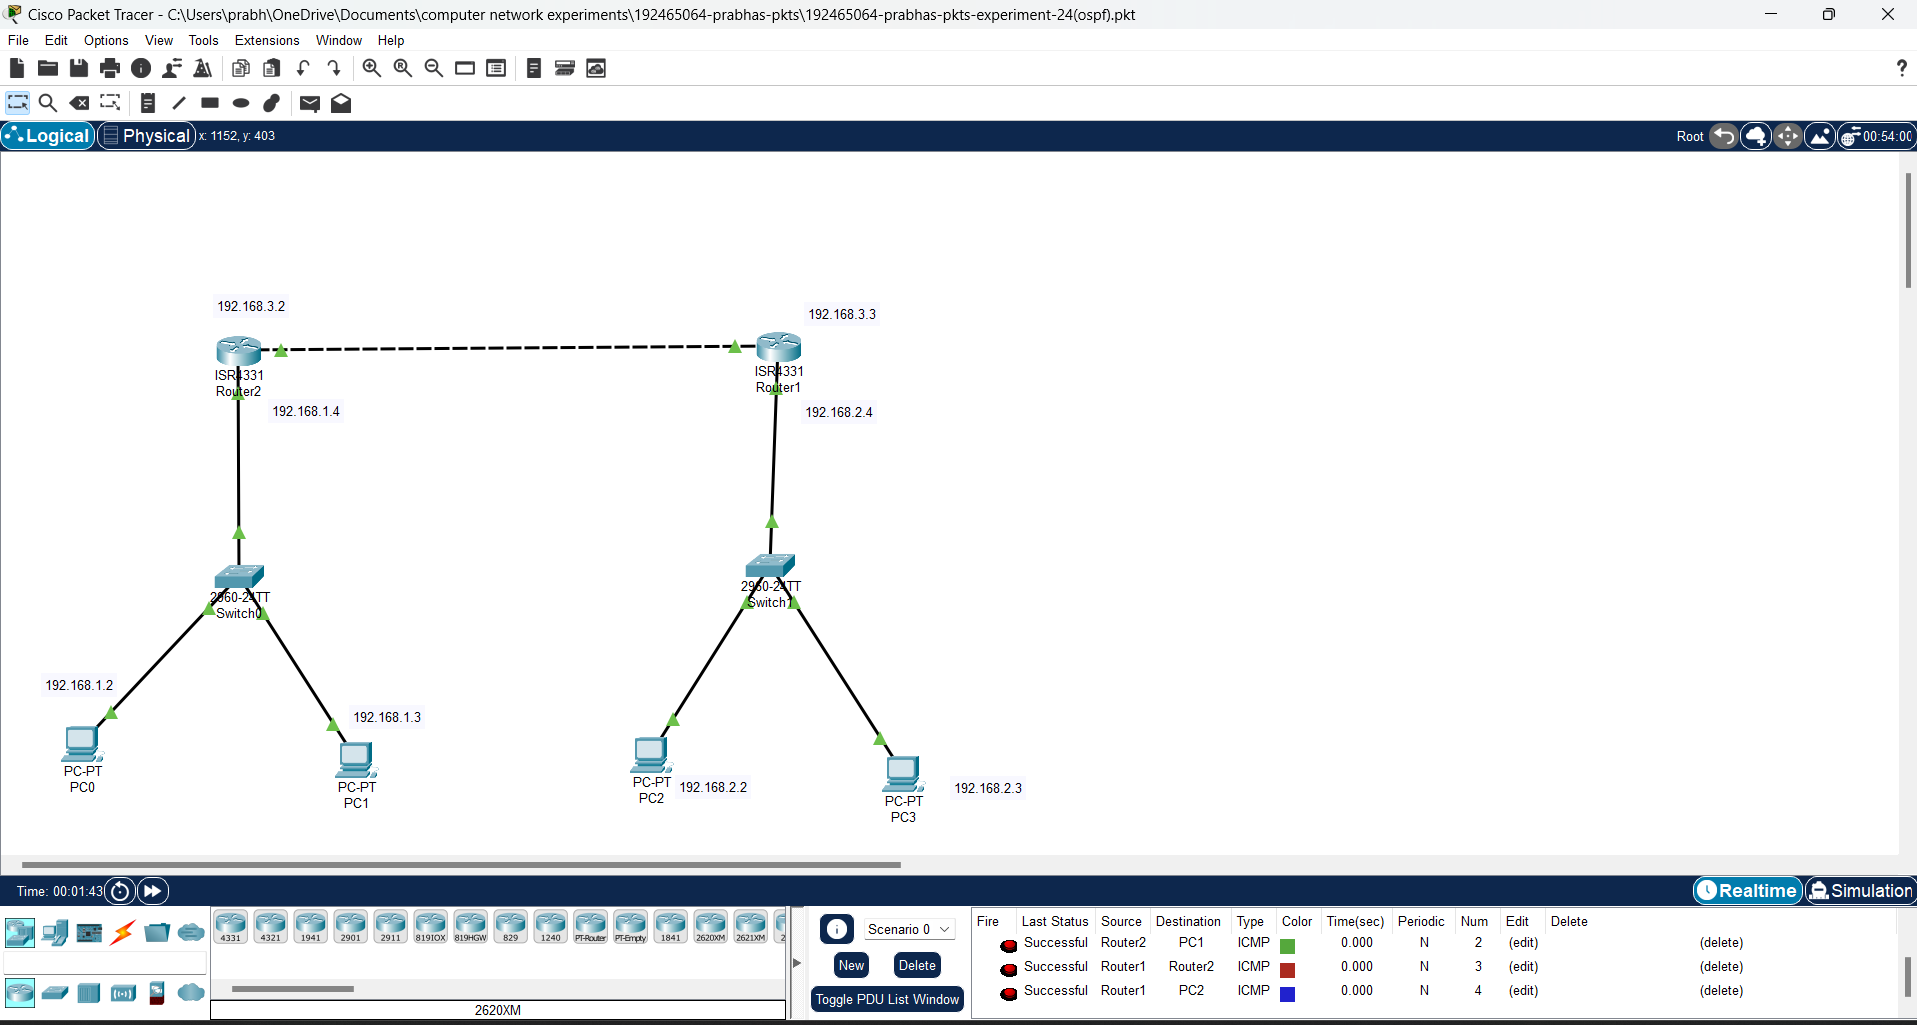 Cisco Packet Tracer - C:\Users\prabh\OneDrive\Documents\computer network experiments\192465064-prabhas-pkts\192465064-prabhas-pkts-experiment-24(ospf).pkt
File Edit Options View Tools Extensions Window Help
?
Logical Physical x: 1152, y: 403 Root 00:54:00
192.168.3.2
192.168.3.3
ISR4331
Router2
ISR4331
Router1
192.168.1.4
192.168.2.4
2960-24TT
Switch0
2960-24TT
Switch1
192.168.1.2
192.168.1.3
PC-PT
PC0
PC-PT
PC1
PC-PT
PC2
192.168.2.2
192.168.2.3
PC-PT
PC3
Time: 00:01:43 Realtime Simulation
4331 4321 1941 2901 2911 819IOX 819HGW 829 1240 PT-Router PT-Empty 1841 2620XM 2621XM 2
2620XM
Scenario 0
New Delete
Toggle PDU List Window
Fire Last Status Source Destination Type Color Time(sec) Periodic Num Edit Delete
Successful Router2 PC1 ICMP 0.000 N 2 (edit) (delete)
Successful Router1 Router2 ICMP 0.000 N 3 (edit) (delete)
Successful Router1 PC2 ICMP 0.000 N 4 (edit) (delete)